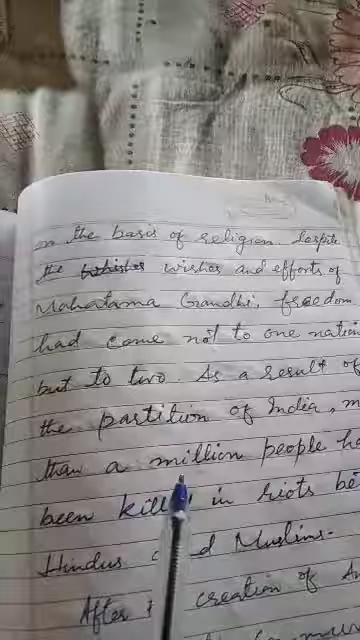 on the basis of religion. despite
the wishes and efforts of
Mahatama Gandhi, freedom
had come not to one nation
but to two. As a result of
the partition of India, m
than a million people ha
been kill in riots be
Hindus d Muslims.
After creation of